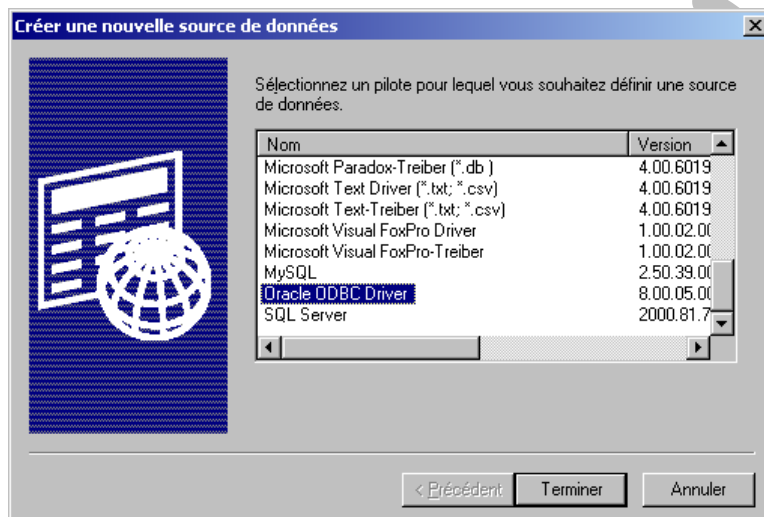 Créer une nouvelle source de données
Sélectionnez un pilote pour lequel vous souhaitez définir une source
de données.
Nom Version
Microsoft Paradox-Treiber (*.db ) 4.00.6019
Microsoft Text Driver (*.txt; *.csv) 4.00.6019
Microsoft Text-Treiber (*.txt; *.csv) 4.00.6019
Microsoft Visual FoxPro Driver 1.00.02.00
Microsoft Visual FoxPro-Treiber 1.00.02.00
MySQL 2.50.39.00
Oracle ODBC Driver 8.00.05.00
SQL Server 2000.81.7
< Précédent Terminer Annuler